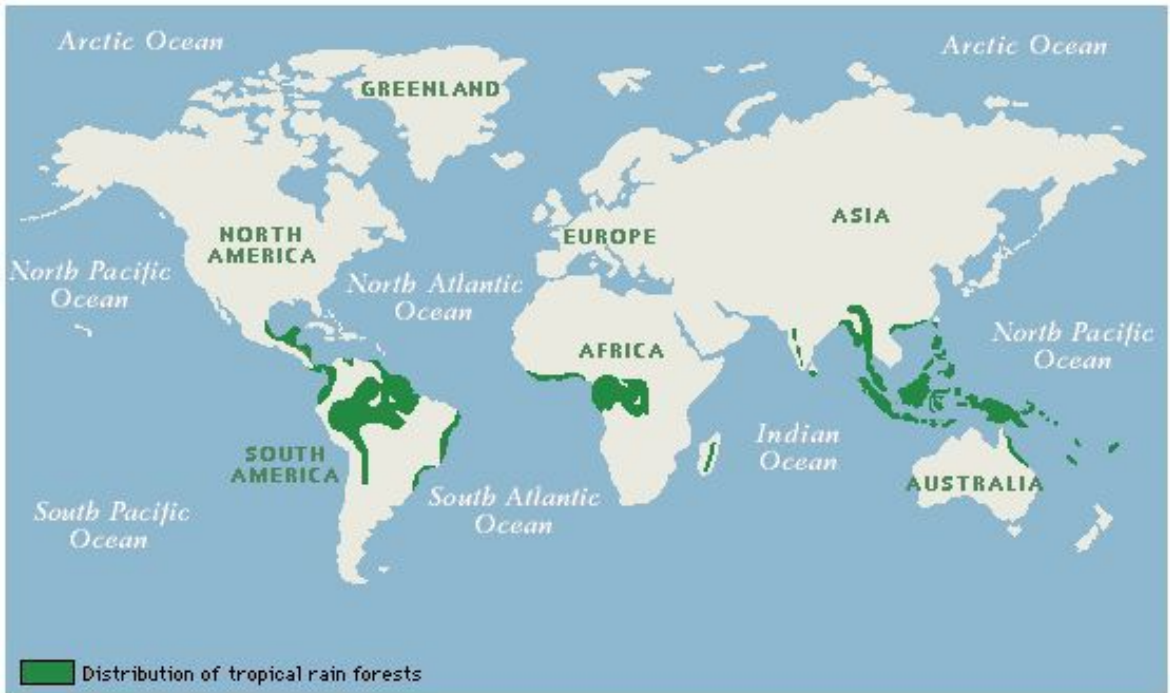 Arctic Ocean
Arctic Ocean
GREENLAND
NORTH
AMERICA
EUROPE
ASIA
North Pacific
Ocean
North Atlantic
Ocean
North Pacific
Ocean
AFRICA
SOUTH
AMERICA
Indian
Ocean
AUSTRALIA
South Pacific
Ocean
South Atlantic
Ocean
Distribution of tropical rain forests